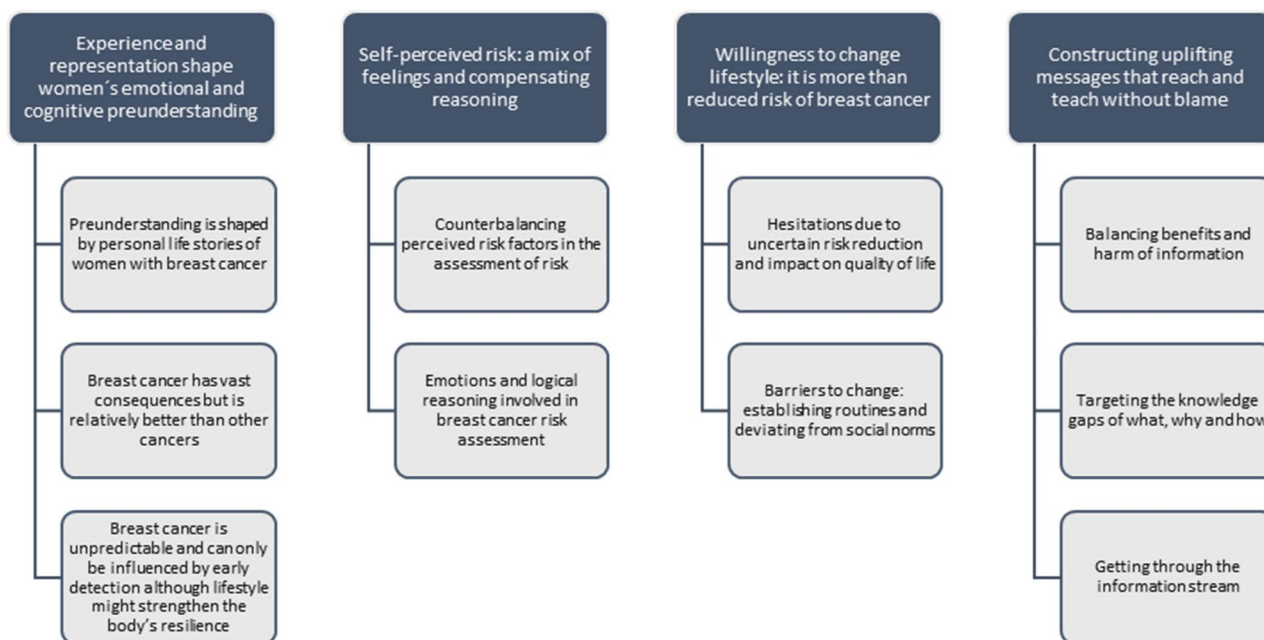 Experience and
representation shape
women´s emotional and
cognitive preunderstanding
Preunderstanding is shaped
by personal life stories of
women with breast cancer
Breast cancer has vast
consequences but is
relatively better than other
cancers
Breast cancer is
unpredictable and can only
be influenced by early
detection although lifestyle
might strengthen the
body's resilience
Self-perceived risk: a mix of
feelings and compensating
reasoning
Counterbalancing
perceived risk factors in the
assessment of risk
Emotions and logical
reasoning involved in
breast cancer risk
assessment
Willingness to change
lifestyle: it is more than
reduced risk of breast cancer
Hesitations due to
uncertain risk reduction
and impact on quality of life
Barriers to change:
establishing routines and
deviating from social norms
Constructing uplifting
messages that reach and
teach without blame
Balancing benefits and
harm of information
Targeting the knowledge
gaps of what, why and how
Getting through the
information stream